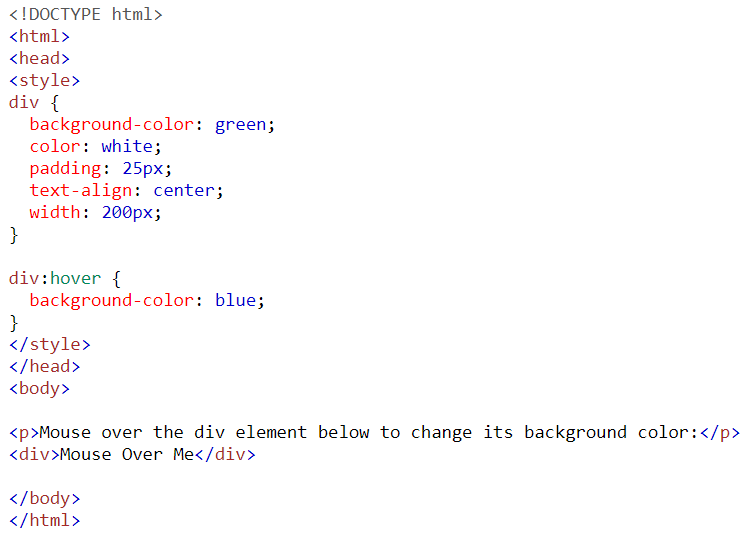 <!DOCTYPE html>
<html>
<head>
<style>
div {
  background-color: green;
  color: white;
  padding: 25px;
  text-align: center;
  width: 200px;
}

div:hover {
  background-color: blue;
}
</style>
</head>
<body>

<p>Mouse over the div element below to change its background color:</p>
<div>Mouse Over Me</div>

</body>
</html>